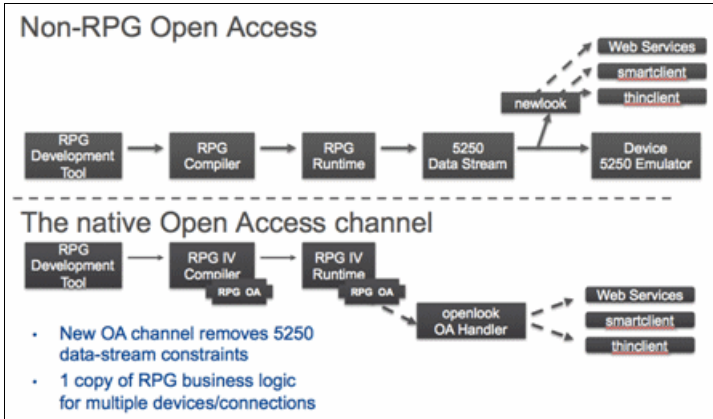 Non-RPG Open Access
Web Services
smartclient
thinclient
newlook
RPG
Development
Tool
RPG
Compiler
RPG
Runtime
5250
Data Stream
Device
5250 Emulator
The native Open Access channel
RPG
Development
Tool
RPG IV
Compiler
RPG OA
RPG IV
Runtime
RPG OA
openlook
OA Handler
Web Services
smartclient
thinclient
• New OA channel removes 5250
data-stream constraints
• 1 copy of RPG business logic
for multiple devices/connections